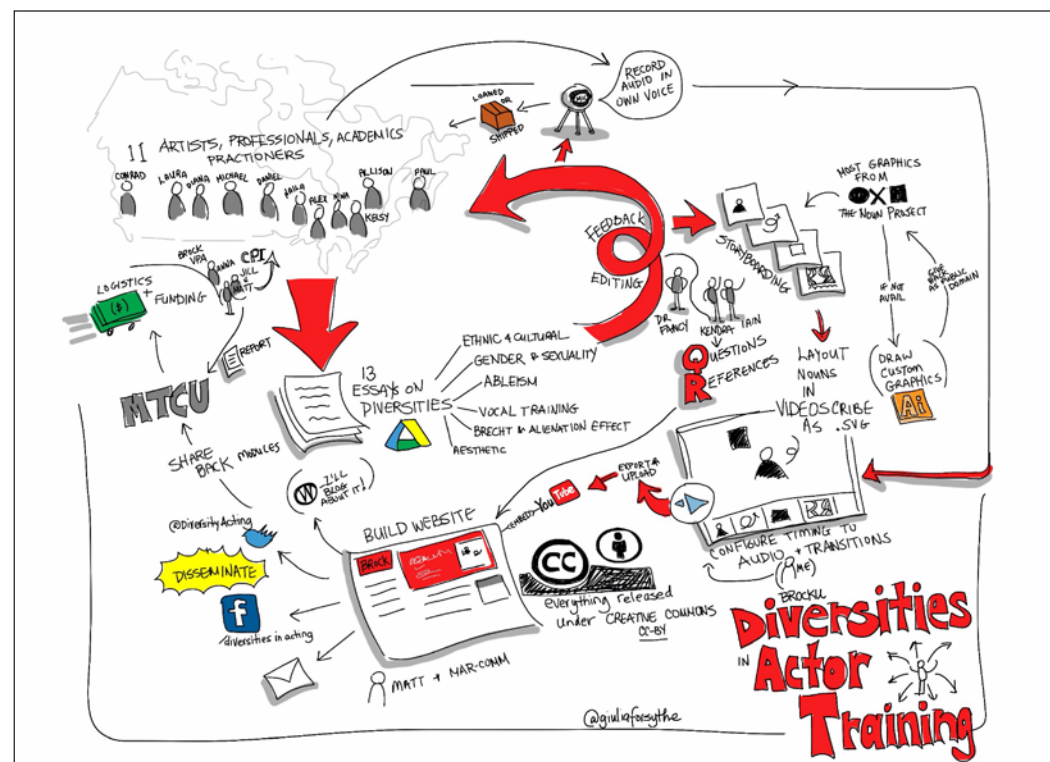 RECORD
AUDIO IN
OWN VOICE
MIC
LOANED OR
SHIPPED
11 ARTISTS, PROFESSIONALS, ACADEMICS
PRACTIONERS
CONRAD
LAURA
DIANA
MICHAEL
DANIEL
ALEX
NINA
ALLISON
KELSY
PAUL
BROCK
VPA
ANNA
CPI
JILL
MATT
LOGISTICS
+
FUNDING
($)
REPORT
MTCU
SHARE
BACK MODULES
13
ESSAYS ON
DIVERSITIES
ETHNIC & CULTURAL
GENDER & SEXUALITY
ABLEISM
VOCAL TRAINING
BRECHT & ALIENATION EFFECT
AESTHETIC
FEEDBACK
EDITING
DR
FANCY
KENDRA
IAIN
QUESTIONS
REFERENCES
STORYBOARDING
MOST GRAPHICS
FROM
THE NOUN PROJECT
IF NOT
AVAIL
GIVE
BACK
AS PUBLIC
DOMAIN
DRAW
CUSTOM
GRAPHICS
Ai
LAYOUT
NOUNS
IN
VIDEOSCRIBE
AS .SVG
CONFIGURE TIMING TO
AUDIO + TRANSITIONS
(ME)
EXPORT &
UPLOAD
YouTube
EMBED
W
I'LL
BLOG
ABOUT IT!
BUILD WEBSITE
BROCK
MATT + MAR-COMM
CC
everything released
under CREATIVE COMMONS
CC-BY
@DiversityActing
DISSEMINATE
f
/diversities in acting
BROCKU
Diversities
IN Actor
Training
@giuliaforsythe